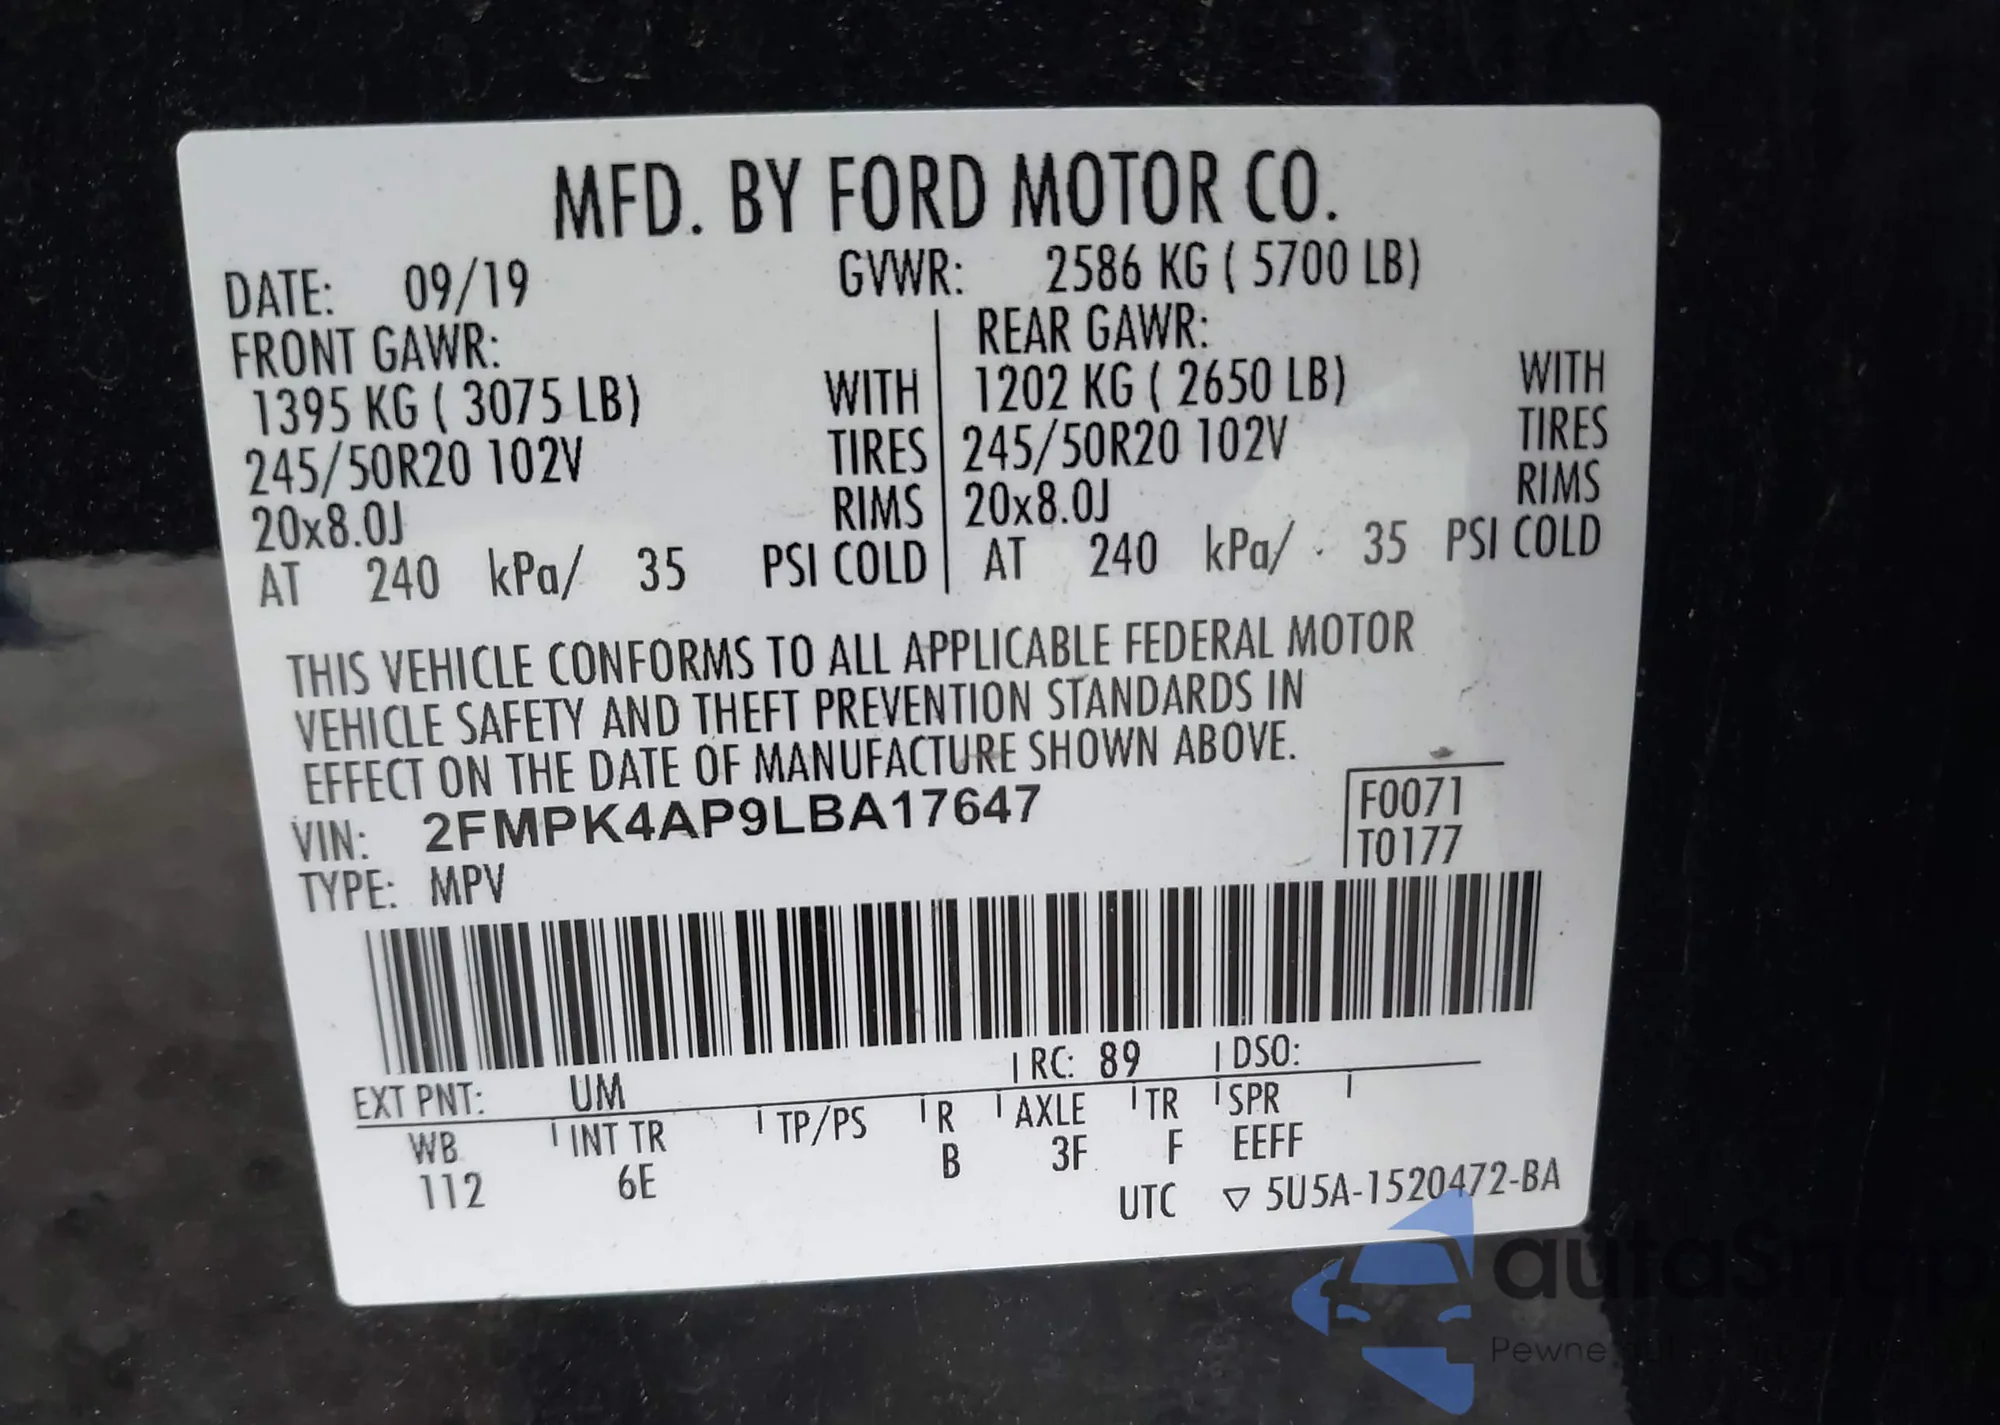 MFD. BY FORD MOTOR CO.
DATE: 09/19 GVWR: 2586 KG ( 5700 LB)
FRONT GAWR: REAR GAWR:
1395 KG ( 3075 LB) WITH 1202 KG ( 2650 LB) WITH
245/50R20 102V TIRES 245/50R20 102V TIRES
20x8.0J RIMS 20x8.0J RIMS
AT 240 kPa/ 35 PSI COLD AT 240 kPa/ 35 PSI COLD
THIS VEHICLE CONFORMS TO ALL APPLICABLE FEDERAL MOTOR
VEHICLE SAFETY AND THEFT PREVENTION STANDARDS IN
EFFECT ON THE DATE OF MANUFACTURE SHOWN ABOVE.
VIN: 2FMPK4AP9LBA17647 F0071
TYPE: MPV T0177
EXT PNT: UM RC: 89 DSO:
WB INT TR TP/PS R AXLE TR SPR
112 6E B 3F F EEFF
UTC ▽ 5U5A-1520472-BA
autaSnap
Pewne